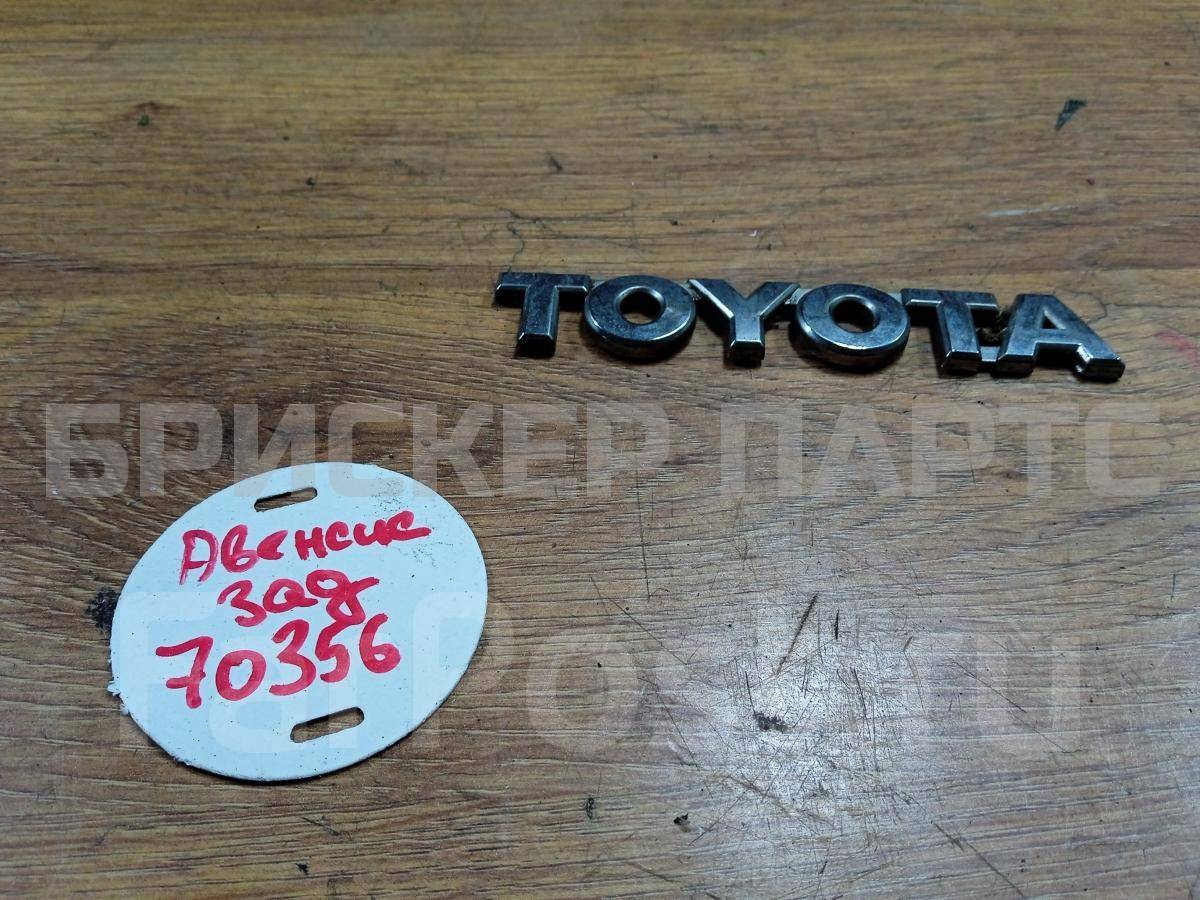 TOYOTA
БРИСКЕР ПАРТС
Авенсис
зад
70356